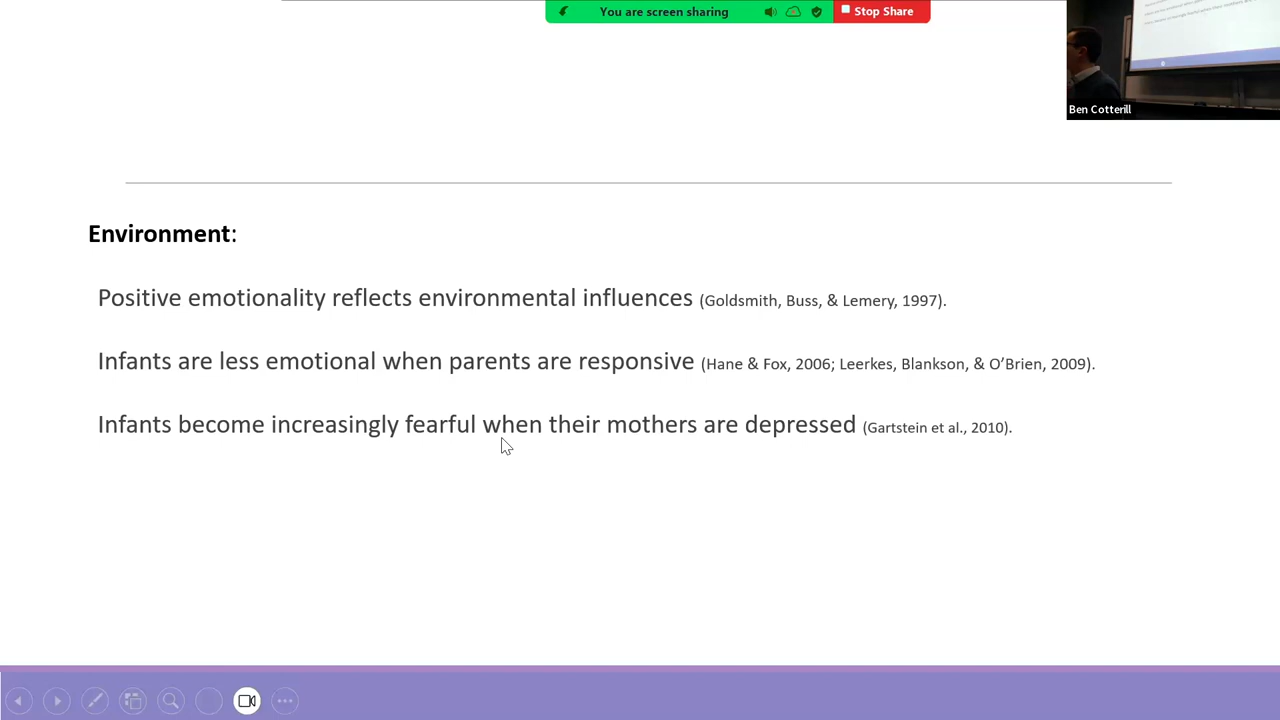 You are screen sharing
Stop Share
Ben Cotterill
Environment:
Positive emotionality reflects environmental influences (Goldsmith, Buss, & Lemery, 1997).
Infants are less emotional when parents are responsive (Hane & Fox, 2006; Leerkes, Blankson, & O’Brien, 2009).
Infants become increasingly fearful when their mothers are depressed (Gartstein et al., 2010).